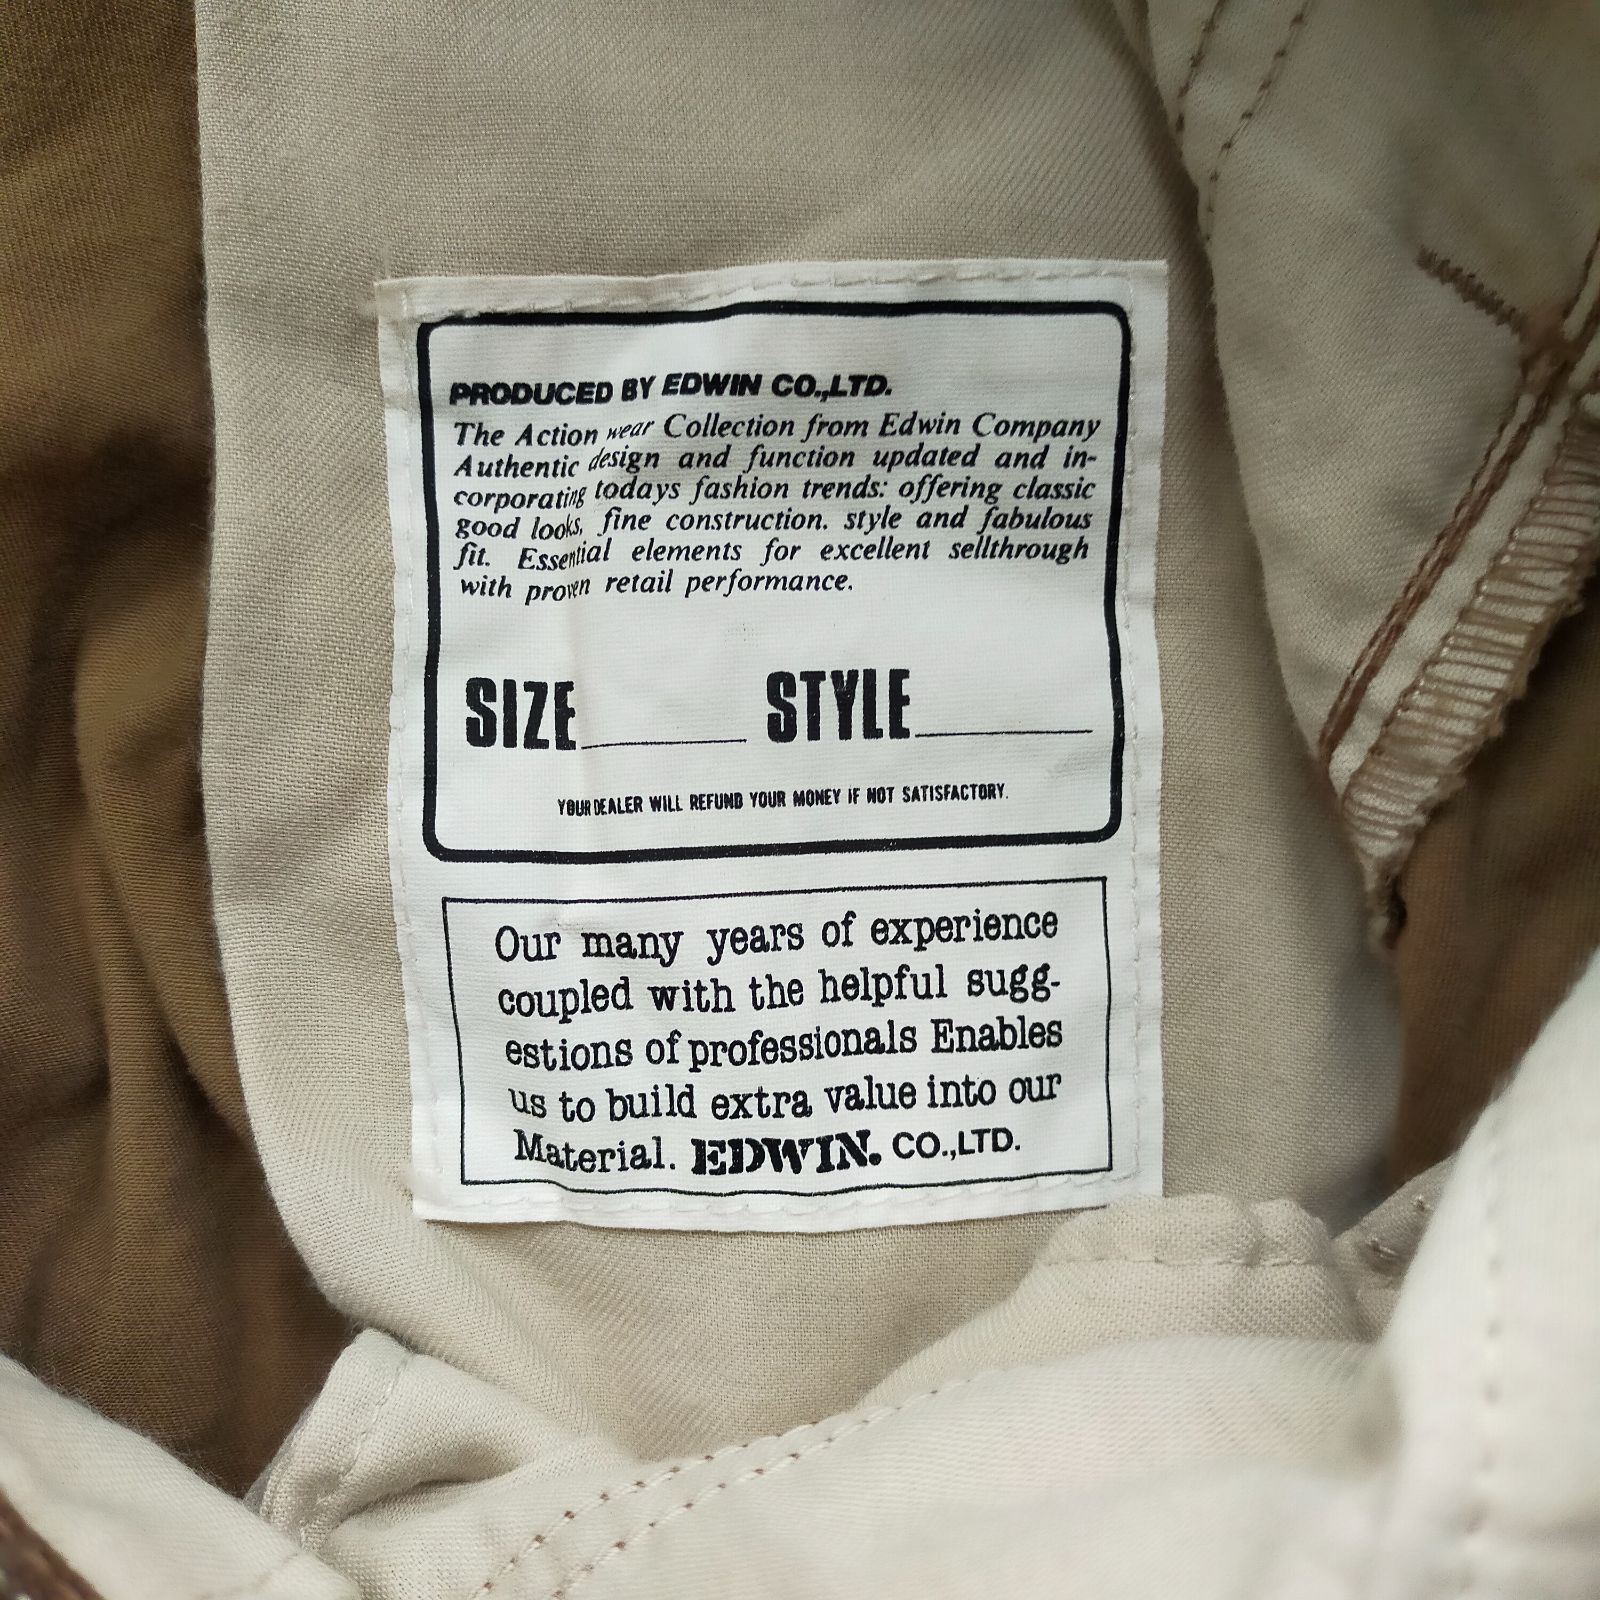 PRODUCED BY EDWIN CO.,LTD.
The Action wear Collection from Edwin Company
Authentic design and function updated and in-
corporating todays fashion trends: offering classic
good looks, fine construction. style and fabulous
fit. Essential elements for excellent sellthrough
with proven retail performance.
SIZE STYLE
YOUR DEALER WILL REFUND YOUR MONEY IF NOT SATISFACTORY.
Our many years of experience
coupled with the helpful sugg-
estions of professionals Enables
us to build extra value into our
Material. EDWIN. CO.,LTD.